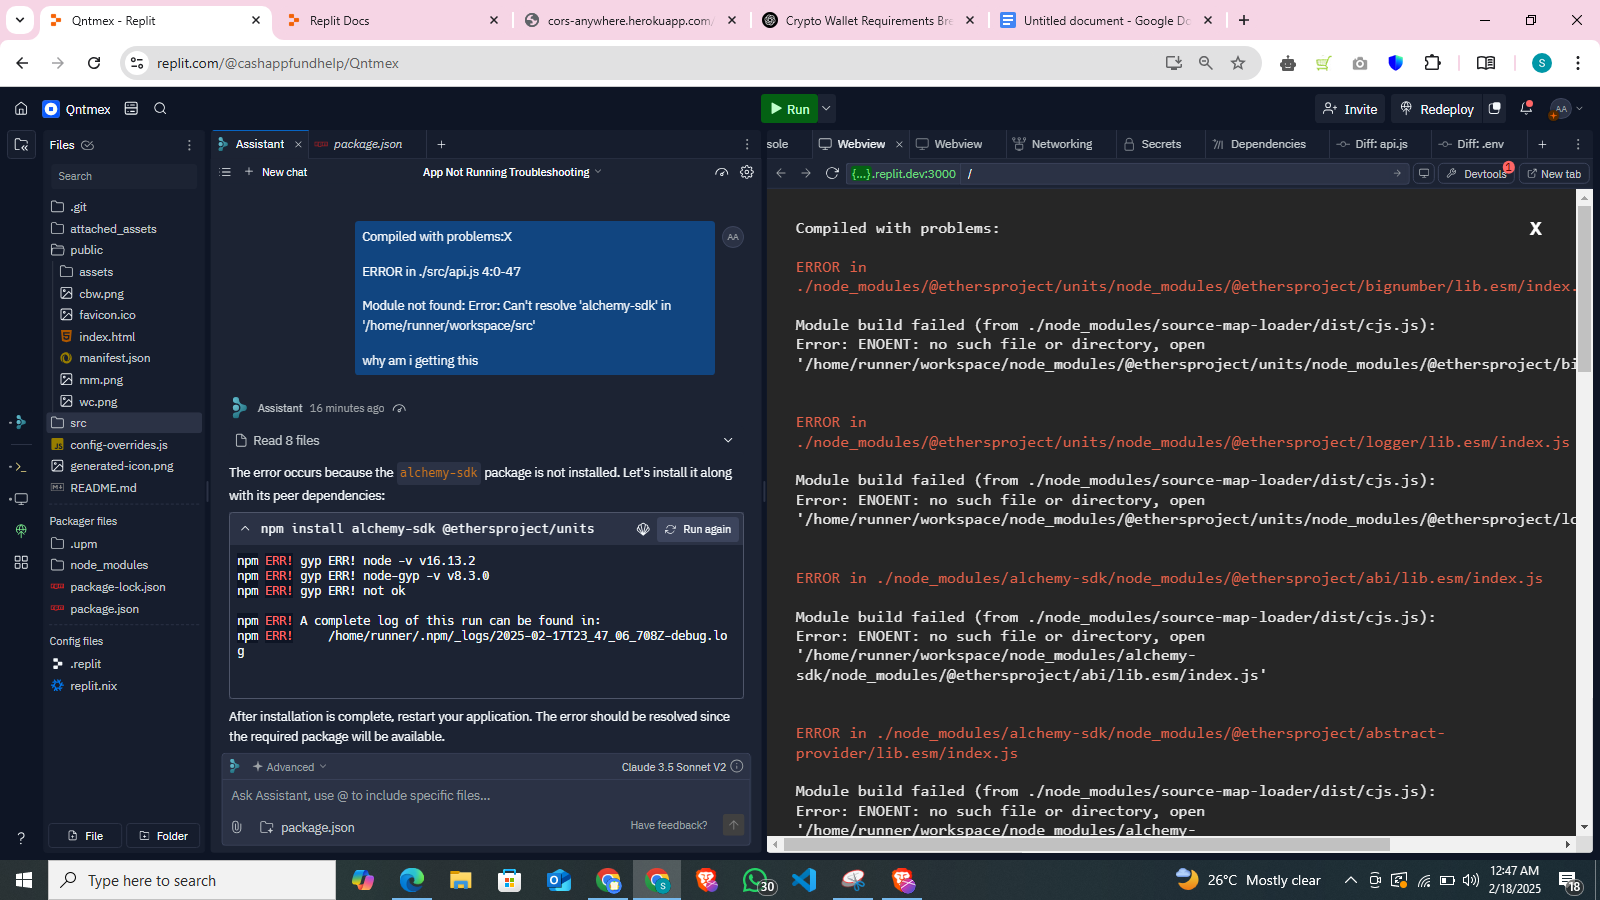 Qntmex - Replit
Replit Docs
cors-anywhere.herokuapp.com/
Crypto Wallet Requirements Bre
Untitled document - Google Do
replit.com/@cashappfundhelp/Qntmex
S
Qntmex
Run
Invite
Redeploy
AA
Files
Search
.git
attached_assets
public
assets
cbw.png
favicon.ico
index.html
manifest.json
mm.png
wc.png
src
config-overrides.js
generated-icon.png
README.md
Packager files
.upm
node_modules
package-lock.json
package.json
Config files
.replit
replit.nix
File
Folder
Assistant
package.json
New chat
App Not Running Troubleshooting
Compiled with problems:X
AA
ERROR in ./src/api.js 4:0-47
Module not found: Error: Can't resolve 'alchemy-sdk' in
'/home/runner/workspace/src'
why am i getting this
Assistant 16 minutes ago
Read 8 files
The error occurs because the alchemy-sdk package is not installed. Let's install it along
with its peer dependencies:
npm install alchemy-sdk @ethersproject/units
Run again
npm ERR! gyp ERR! node -v v16.13.2
npm ERR! gyp ERR! node-gyp -v v8.3.0
npm ERR! gyp ERR! not ok
npm ERR! A complete log of this run can be found in:
npm ERR!     /home/runner/.npm/_logs/2025-02-17T23_47_06_708Z-debug.lo
g
After installation is complete, restart your application. The error should be resolved since
the required package will be available.
Advanced
Claude 3.5 Sonnet V2
Ask Assistant, use @ to include specific files...
package.json
Have feedback?
sole
Webview
Webview
Networking
Secrets
Dependencies
Diff: api.js
Diff: .env
{...}.replit.dev:3000
/
Devtools
1
New tab
Compiled with problems:
X
ERROR in
./node_modules/@ethersproject/units/node_modules/@ethersproject/bignumber/lib.esm/index.
Module build failed (from ./node_modules/source-map-loader/dist/cjs.js):
Error: ENOENT: no such file or directory, open
'/home/runner/workspace/node_modules/@ethersproject/units/node_modules/@ethersproject/bi
ERROR in
./node_modules/@ethersproject/units/node_modules/@ethersproject/logger/lib.esm/index.js
Module build failed (from ./node_modules/source-map-loader/dist/cjs.js):
Error: ENOENT: no such file or directory, open
'/home/runner/workspace/node_modules/@ethersproject/units/node_modules/@ethersproject/lo
ERROR in ./node_modules/alchemy-sdk/node_modules/@ethersproject/abi/lib.esm/index.js
Module build failed (from ./node_modules/source-map-loader/dist/cjs.js):
Error: ENOENT: no such file or directory, open
'/home/runner/workspace/node_modules/alchemy-
sdk/node_modules/@ethersproject/abi/lib.esm/index.js'
ERROR in ./node_modules/alchemy-sdk/node_modules/@ethersproject/abstract-
provider/lib.esm/index.js
Module build failed (from ./node_modules/source-map-loader/dist/cjs.js):
Error: ENOENT: no such file or directory, open
'/home/runner/workspace/node_modules/alchemy-
Type here to search
S
30
26°C Mostly clear
12:47 AM
2/18/2025
18